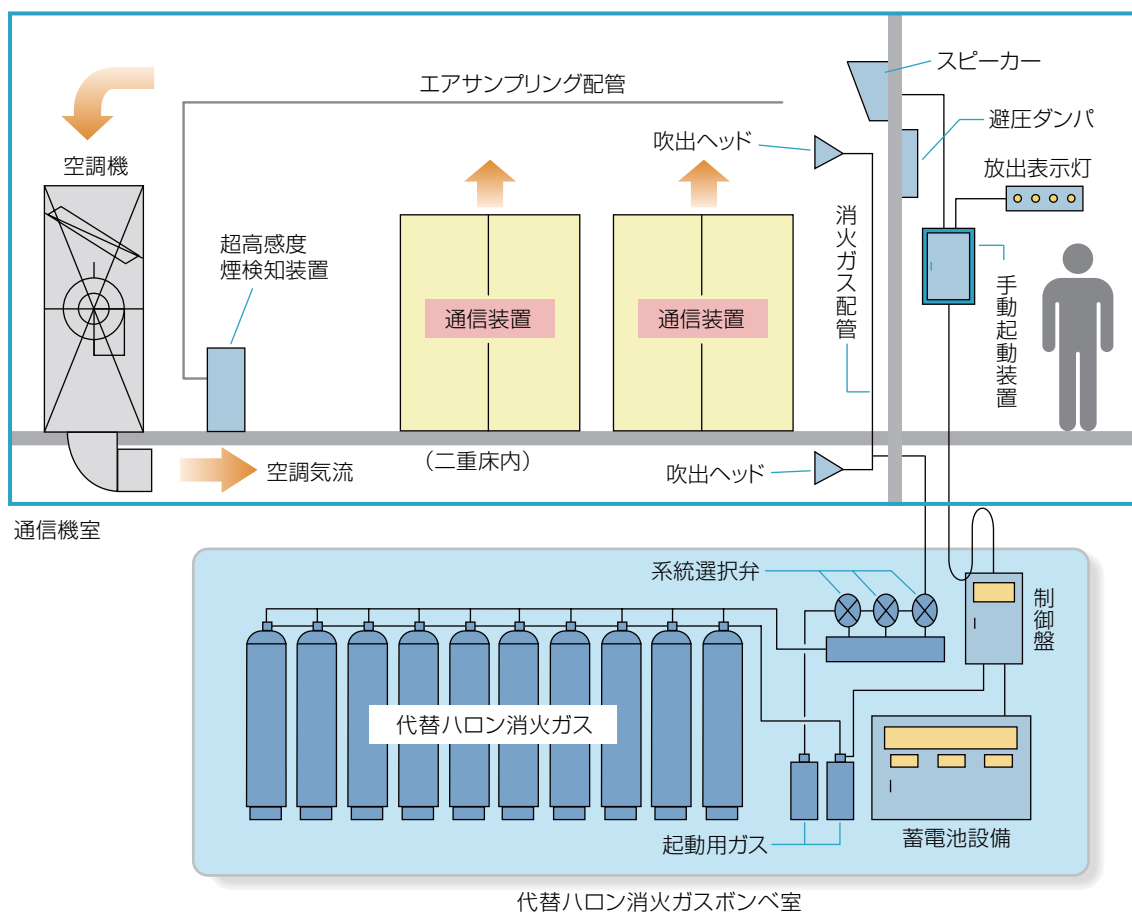 スピーカー
エアサンプリング配管
避圧ダンパ
吹出ヘッド
空調機
放出表示灯
消火ガス配管
超高感度
煙検知装置
手動起動装置
通信装置
通信装置
（二重床内）
空調気流
吹出ヘッド
通信機室
系統選択弁
制御盤
代替ハロン消火ガス
起動用ガス
蓄電池設備
代替ハロン消火ガスボンベ室